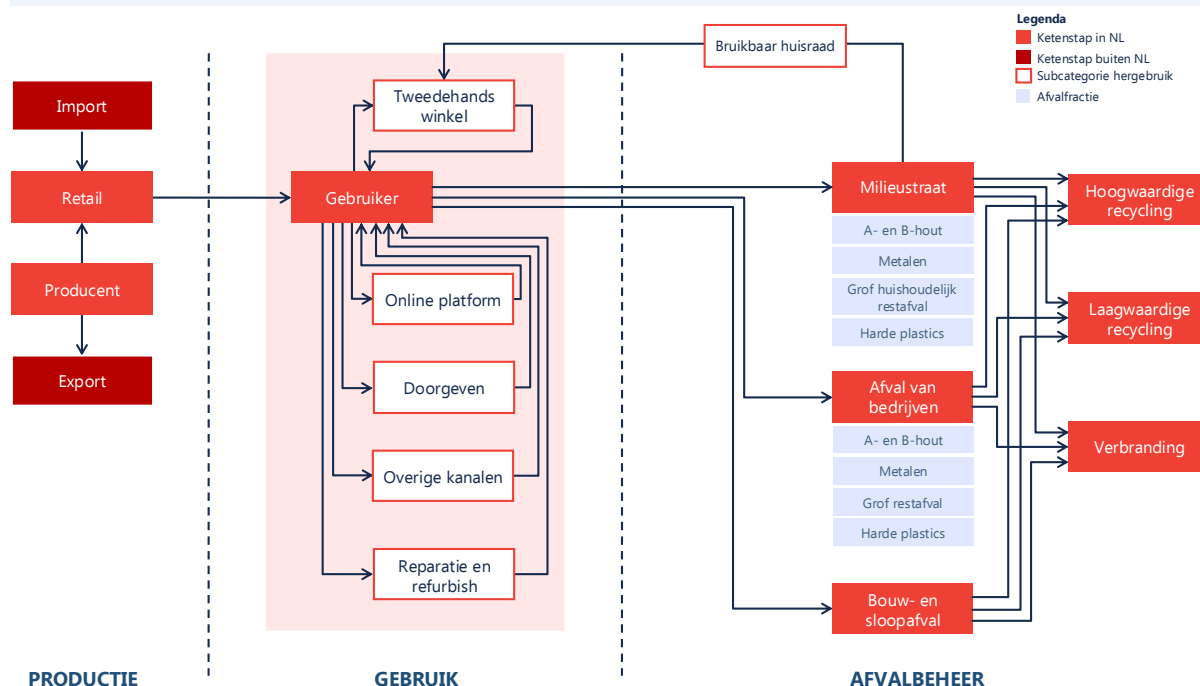 Legenda
Ketenstap in NL
Ketenstap buiten NL
Subcategorie hergebruik
Afvalfractie
Bruikbaar huisraad
Import
Retail
Producent
Export
Tweedehands
winkel
Gebruiker
Online platform
Doorgeven
Overige kanalen
Reparatie en
refurbish
Milieustraat
A- en B-hout
Metalen
Grof huishoudelijk
restafval
Harde plastics
Afval van
bedrijven
A- en B-hout
Metalen
Grof restafval
Harde plastics
Bouw- en
sloopafval
Hoogwaardige
recycling
Laagwaardige
recycling
Verbranding
PRODUCTIE
GEBRUIK
AFVALBEHEER